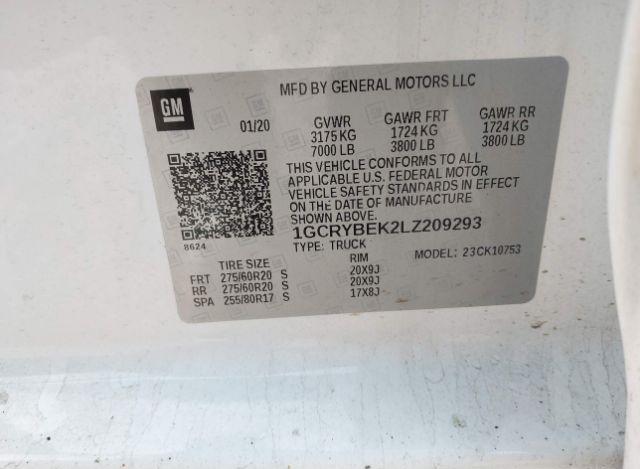 MFD BY GENERAL MOTORS LLC
GM
01/20
GVWR GAWR FRT GAWR RR
3175 KG 1724 KG 1724 KG
7000 LB 3800 LB 3800 LB
THIS VEHICLE CONFORMS TO ALL
APPLICABLE U.S. FEDERAL MOTOR
VEHICLE SAFETY STANDARDS IN EFFECT
ON THE DATE OF MANUFACTURE
SHOWN ABOVE.
1GCRYBEK2LZ209293
8624
TYPE: TRUCK MODEL: 23CK10753
TIRE SIZE RIM
FRT 275/60R20 S 20X9J
RR 275/60R20 S 20X9J
SPA 255/80R17 S 17X8J